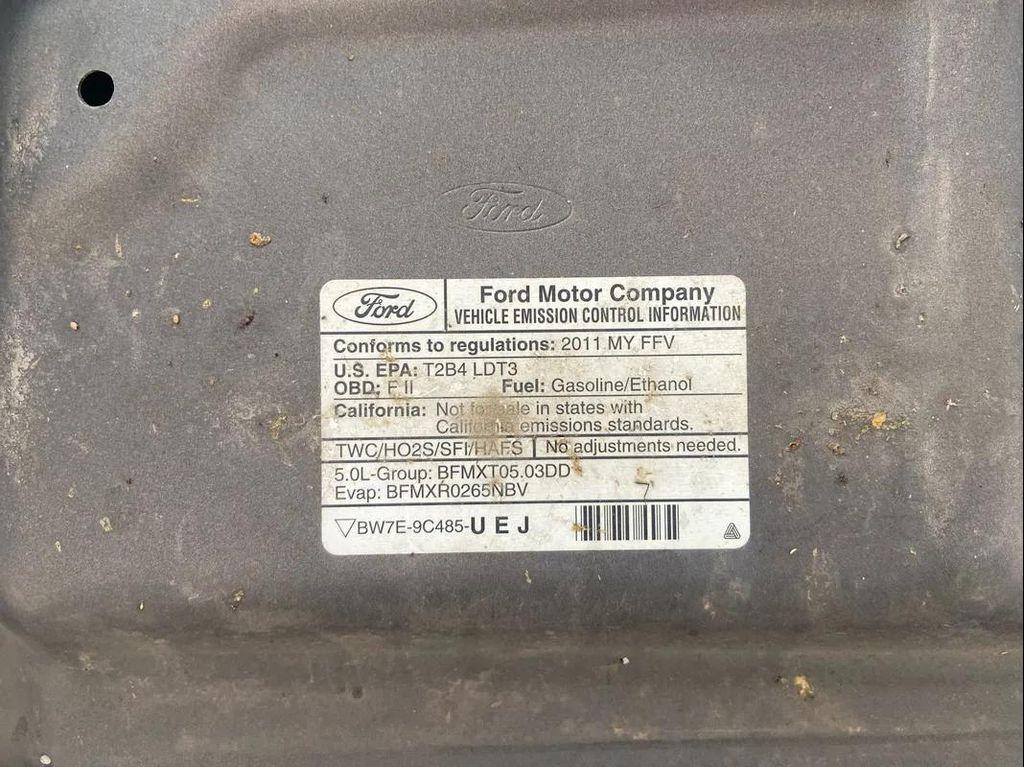 Ford
Ford
Ford Motor Company
VEHICLE EMISSION CONTROL INFORMATION
Conforms to regulations: 2011 MY FFV
U.S. EPA: T2B4 LDT3
OBD: F II Fuel: Gasoline/Ethanol
California: Not for sale in states with
California emissions standards.
TWC/HO2S/SFI/HAFS No adjustments needed.
5.0L-Group: BFMXT05.03DD
Evap: BFMXR0265NBV
BW7E-9C485-U E J